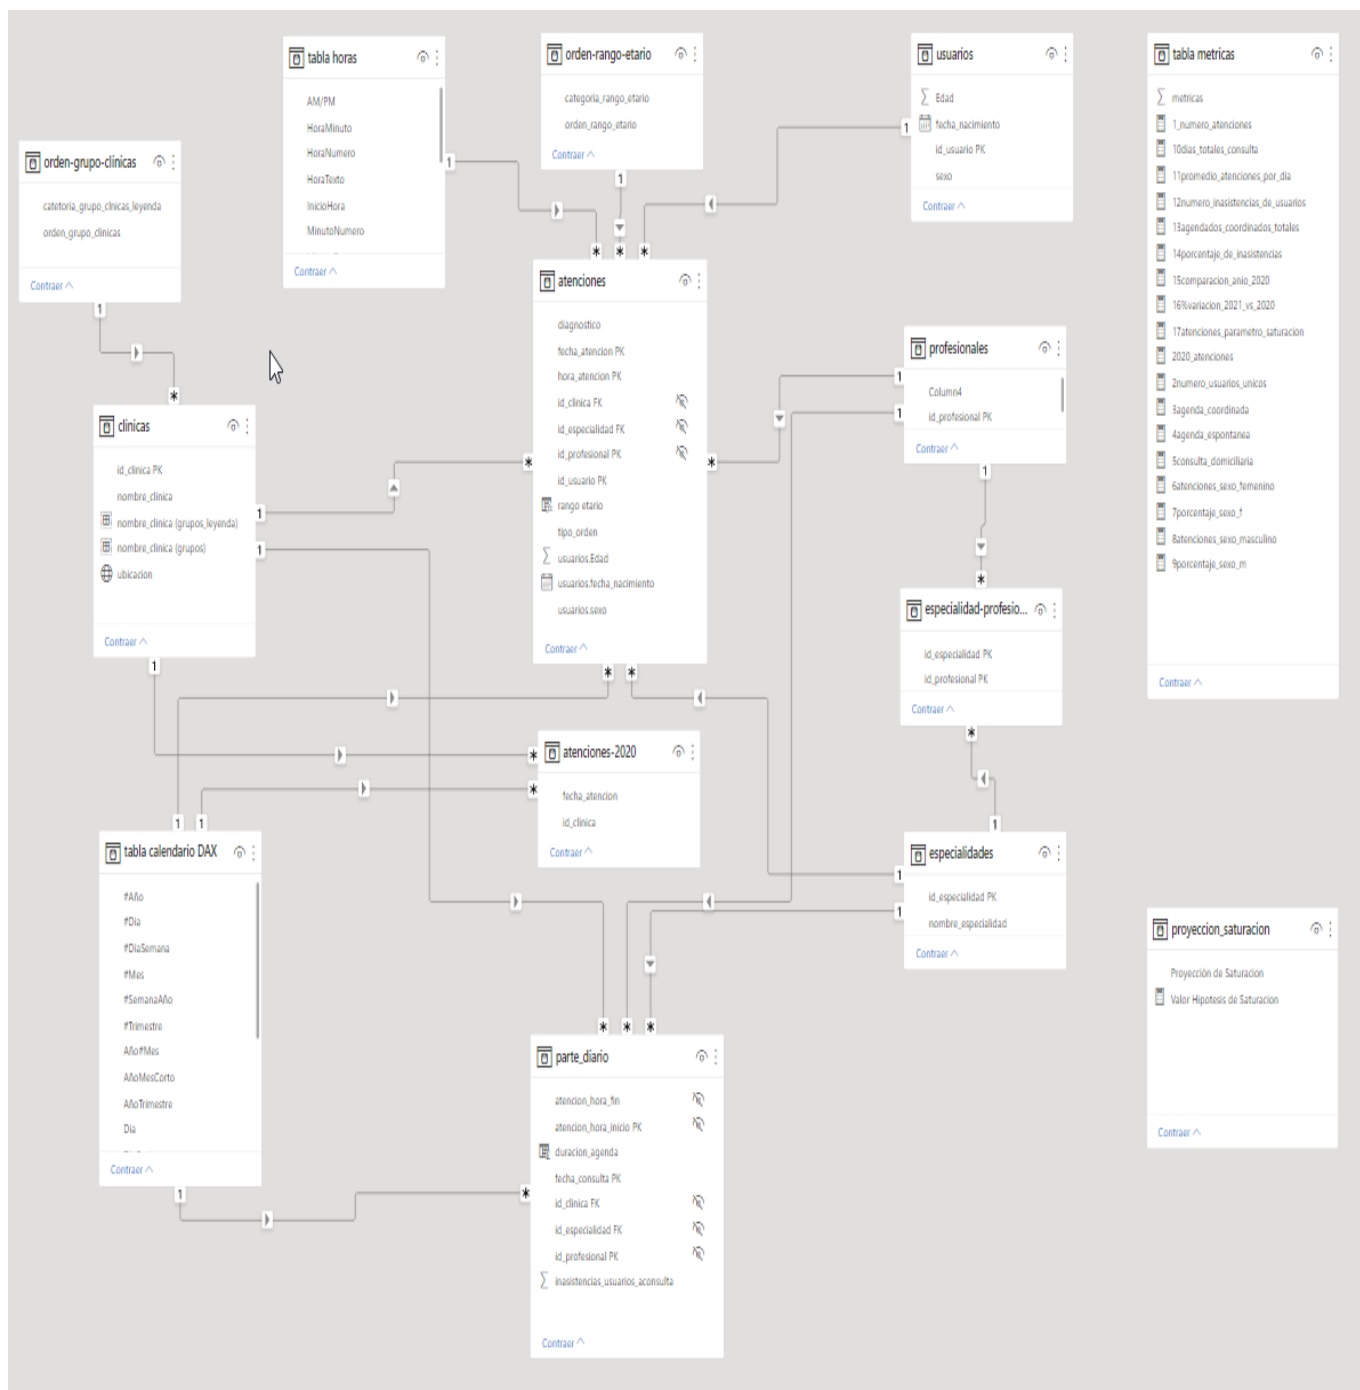 tabla horas
AM/PM
HoraMinuto
HoraNumero
HoraTexto
InicioHora
MinutoNumero
Contraer
orden-rango-etario
categoria_rango_etario
orden_rango_etario
Contraer
usuarios
Edad
fecha_nacimiento
id_usuario PK
sexo
Contraer
tabla metricas
metricas
1_numero_atenciones
10dias_totales_consulta
11promedio_atenciones_por_dia
12numero_inasistencias_de_usuarios
13agendados_coordinados_totales
14porcentaje_de_inasistencias
15comparacion_anio_2020
16%variacion_2021_vs_2020
17atenciones_parametro_saturacion
2020_atenciones
2numero_usuarios_unicos
3agenda_coordinada
4agenda_espontanea
5consulta_domiciliaria
6atenciones_sexo_femenino
7porcentaje_sexo_f
8atenciones_sexo_masculino
9porcentaje_sexo_m
Contraer
orden-grupo-clinicas
catetoria_grupo_clnicas_leyenda
orden_grupo_clinicas
Contraer
atenciones
diagnostico
fecha_atencion PK
hora_atencion PK
id_clinica FK
id_especialidad FK
id_profesional PK
id_usuario PK
rango etario
tipo_orden
usuarios.Edad
usuarios.fecha_nacimiento
usuarios.sexo
Contraer
profesionales
Column4
id_profesional PK
Contraer
clinicas
id_clinica PK
nombre_clinica
nombre_clinica (grupos_leyenda)
nombre_clinica (grupos)
ubicacion
Contraer
especialidad-profesio...
id_especialidad PK
id_profesional PK
Contraer
atenciones-2020
fecha_atencion
id_clinica
Contraer
tabla calendario DAX
#Año
#Dia
#DiaSemana
#Mes
#SemanaAño
#Trimestre
Año#Mes
AñoMesCorto
AñoTrimestre
Dia
Contraer
especialidades
id_especialidad PK
nombre_especialidad
Contraer
proyeccion_saturacion
Proyección de Saturacion
Valor Hipotesis de Saturacion
Contraer
parte_diario
atencion_hora_fin
atencion_hora_inicio PK
duracion_agenda
fecha_consulta PK
id_clinica FK
id_especialidad FK
id_profesional PK
inasistencias_usuarios_aconsulta
Contraer